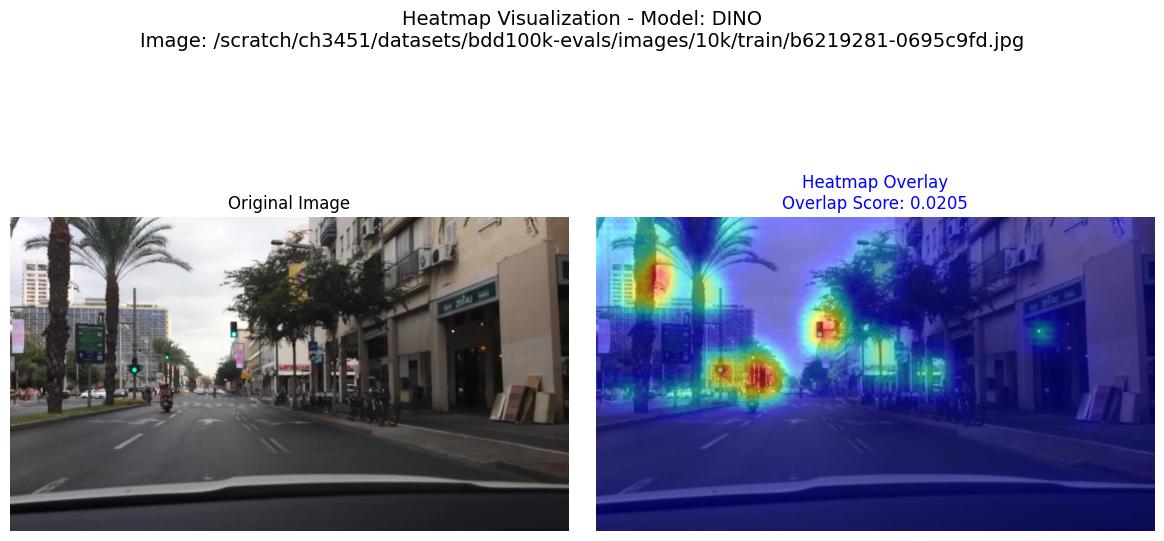 Heatmap Visualization - Model: DINO
Image: /scratch/ch3451/datasets/bdd100k-evals/images/10k/train/b6219281-0695c9fd.jpg
Original Image
Heatmap Overlay
Overlap Score: 0.0205